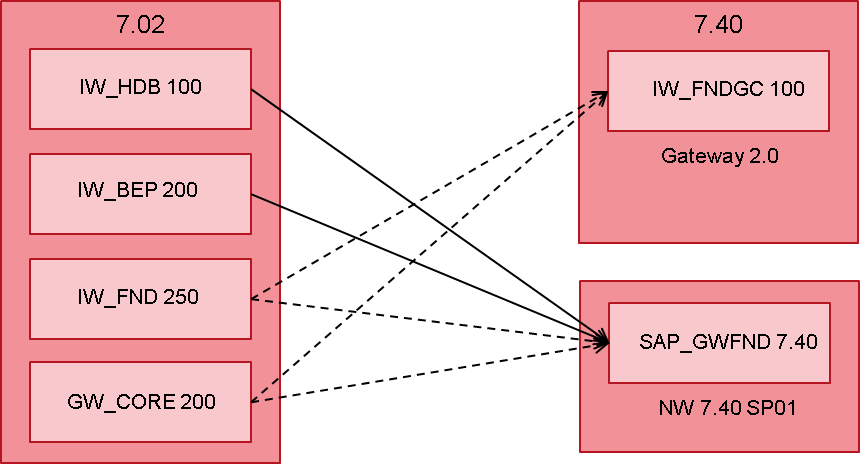 7.02
IW_HDB 100
IW_BEP 200
IW_FND 250
GW_CORE 200
7.40
IW_FNDGC 100
Gateway 2.0
SAP_GWFND 7.40
NW 7.40 SP01